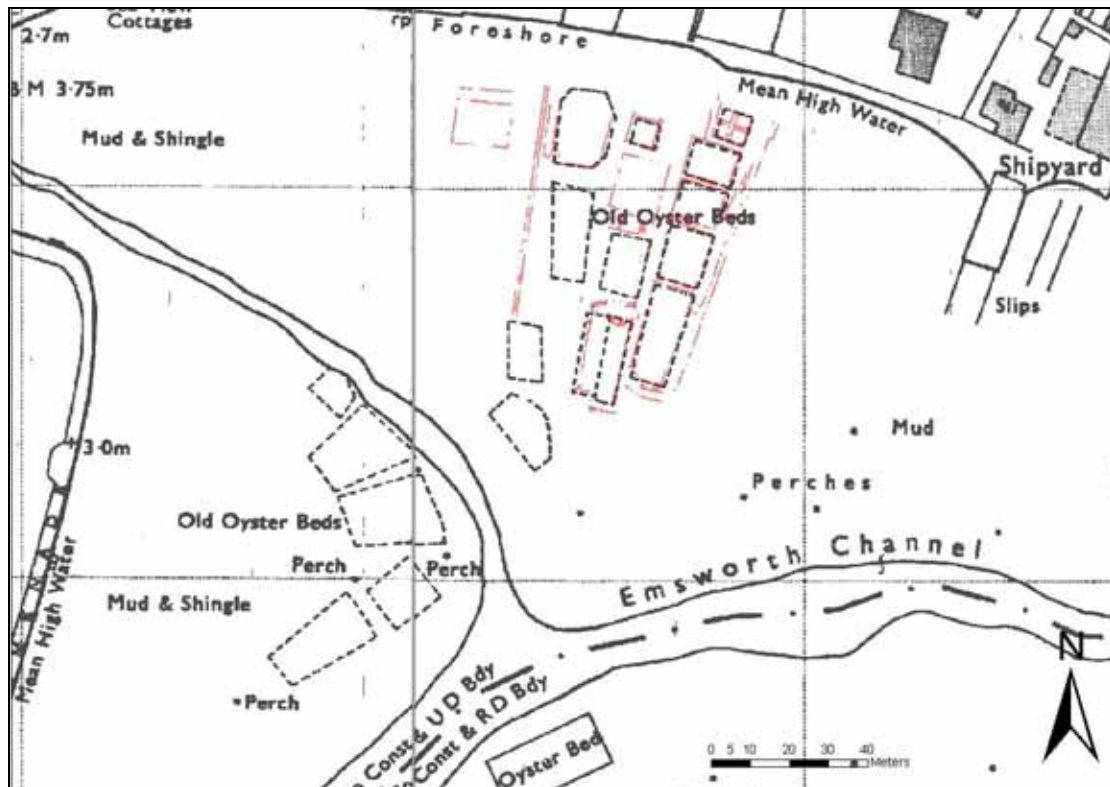 Cottages
2·7m
Foreshore
B M 3·75m
Mean High Water
Mud & Shingle
Shipyard
Old Oyster Beds
Slips
3·0m
Mud
Perches
Old Oyster Beds
Perch
Perch
Emsworth Channel
Mud & Shingle
Mean High Water
N
Perch
Const & U D Bdy
Const & R D Bdy
Oyster Bed
0 5 10 20 30 40
Meters